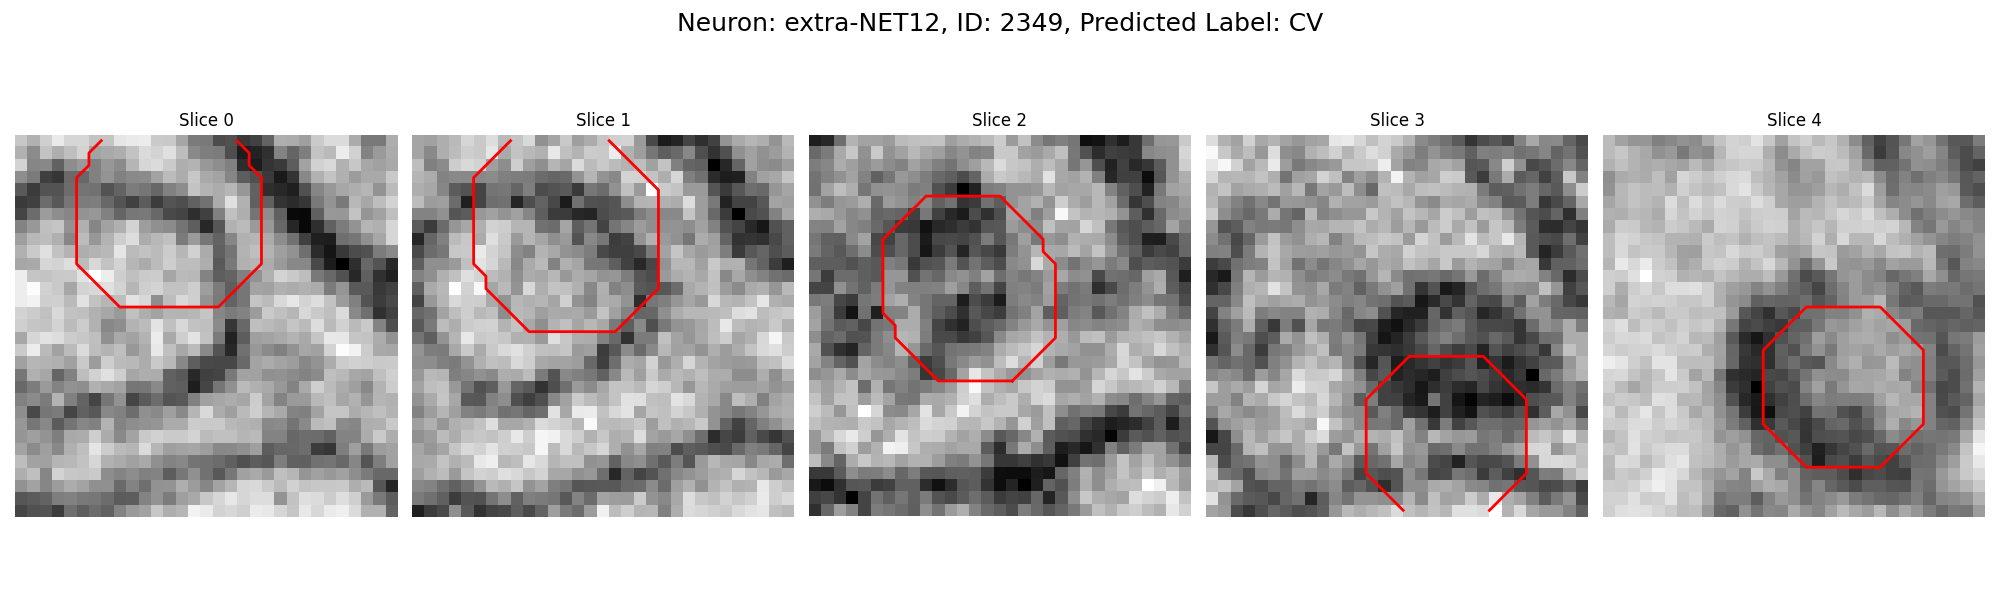 Neuron: extra-NET12, ID: 2349, Predicted Label: CV
Slice 0
Slice 1
Slice 2
Slice 3
Slice 4